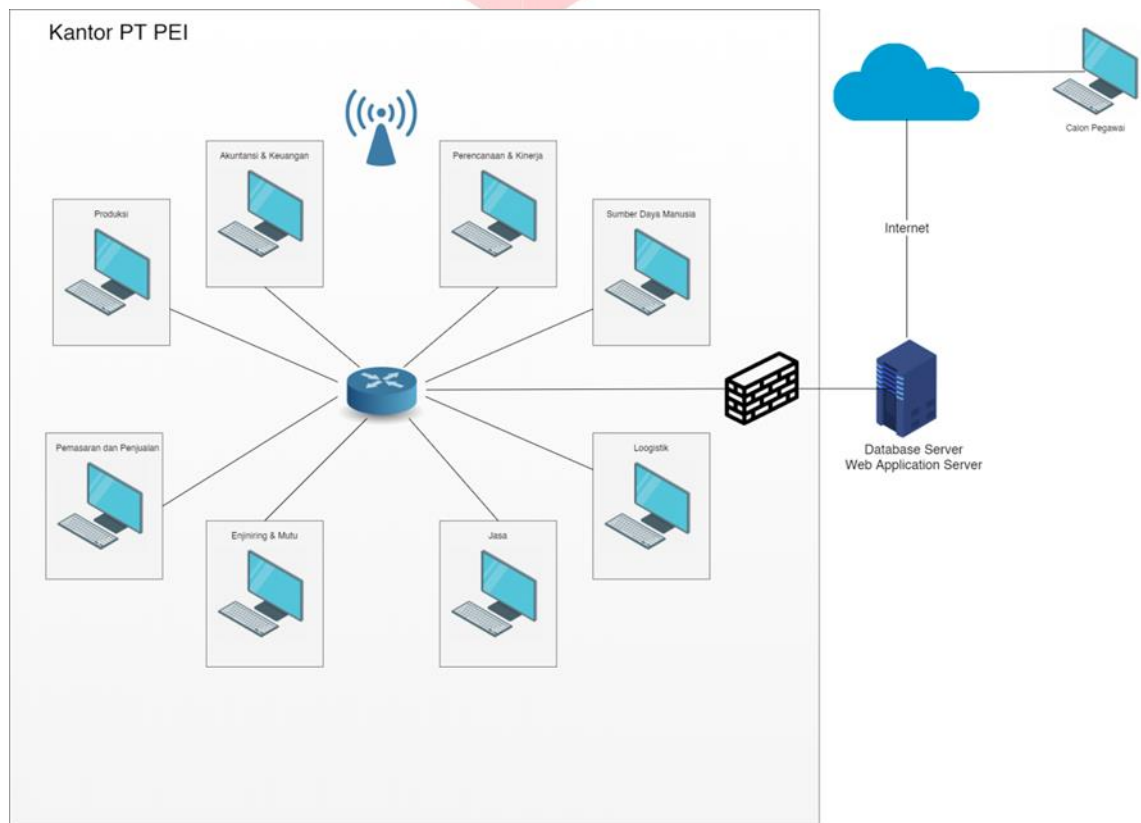 Kantor PT PEI
Calon Pegawai
Akuntasi & Keuangan
Perencanaan & Kinerja
Produksi
Sumber Daya Manusia
Internet
Pemasaran dan Penjualan
Loogistik
Database Server
Web Application Server
Enjiniring & Mutu
Jasa